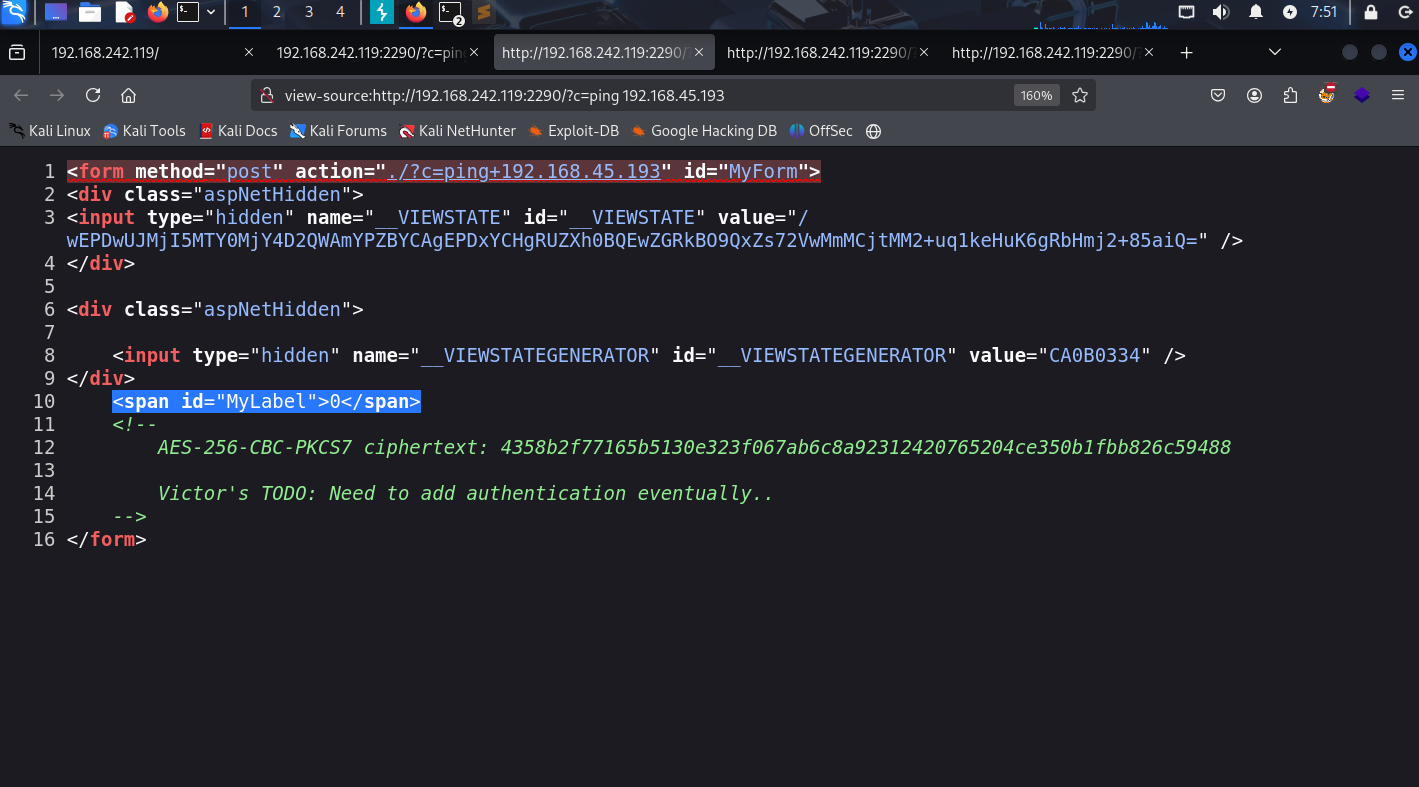 1 2 3 4 2 7:51
192.168.242.119/ 192.168.242.119:2290/?c=pin http://192.168.242.119:2290/ http://192.168.242.119:2290/ http://192.168.242.119:2290/
view-source:http://192.168.242.119:2290/?c=ping 192.168.45.193 160%
Kali Linux Kali Tools Kali Docs Kali Forums Kali NetHunter Exploit-DB Google Hacking DB OffSec
1 <form method="post" action="./?c=ping+192.168.45.193" id="MyForm">
2 <div class="aspNetHidden">
3 <input type="hidden" name="__VIEWSTATE" id="__VIEWSTATE" value="/
wEPDwUJMjI5MTY0MjY4D2QWAmYPZBYCAgEPDxYCHgRUZXh0BQEwZGRkBO9QxZs72VwMmMCjtMM2+uq1keHuK6gRbHmj2+85aiQ=" />
4 </div>
5
6 <div class="aspNetHidden">
7
8 <input type="hidden" name="__VIEWSTATEGENERATOR" id="__VIEWSTATEGENERATOR" value="CA0B0334" />
9 </div>
10 <span id="MyLabel">0</span>
11 <!--
12 AES-256-CBC-PKCS7 ciphertext: 4358b2f77165b5130e323f067ab6c8a92312420765204ce350b1fbb826c59488
13
14 Victor's TODO: Need to add authentication eventually..
15 -->
16 </form>